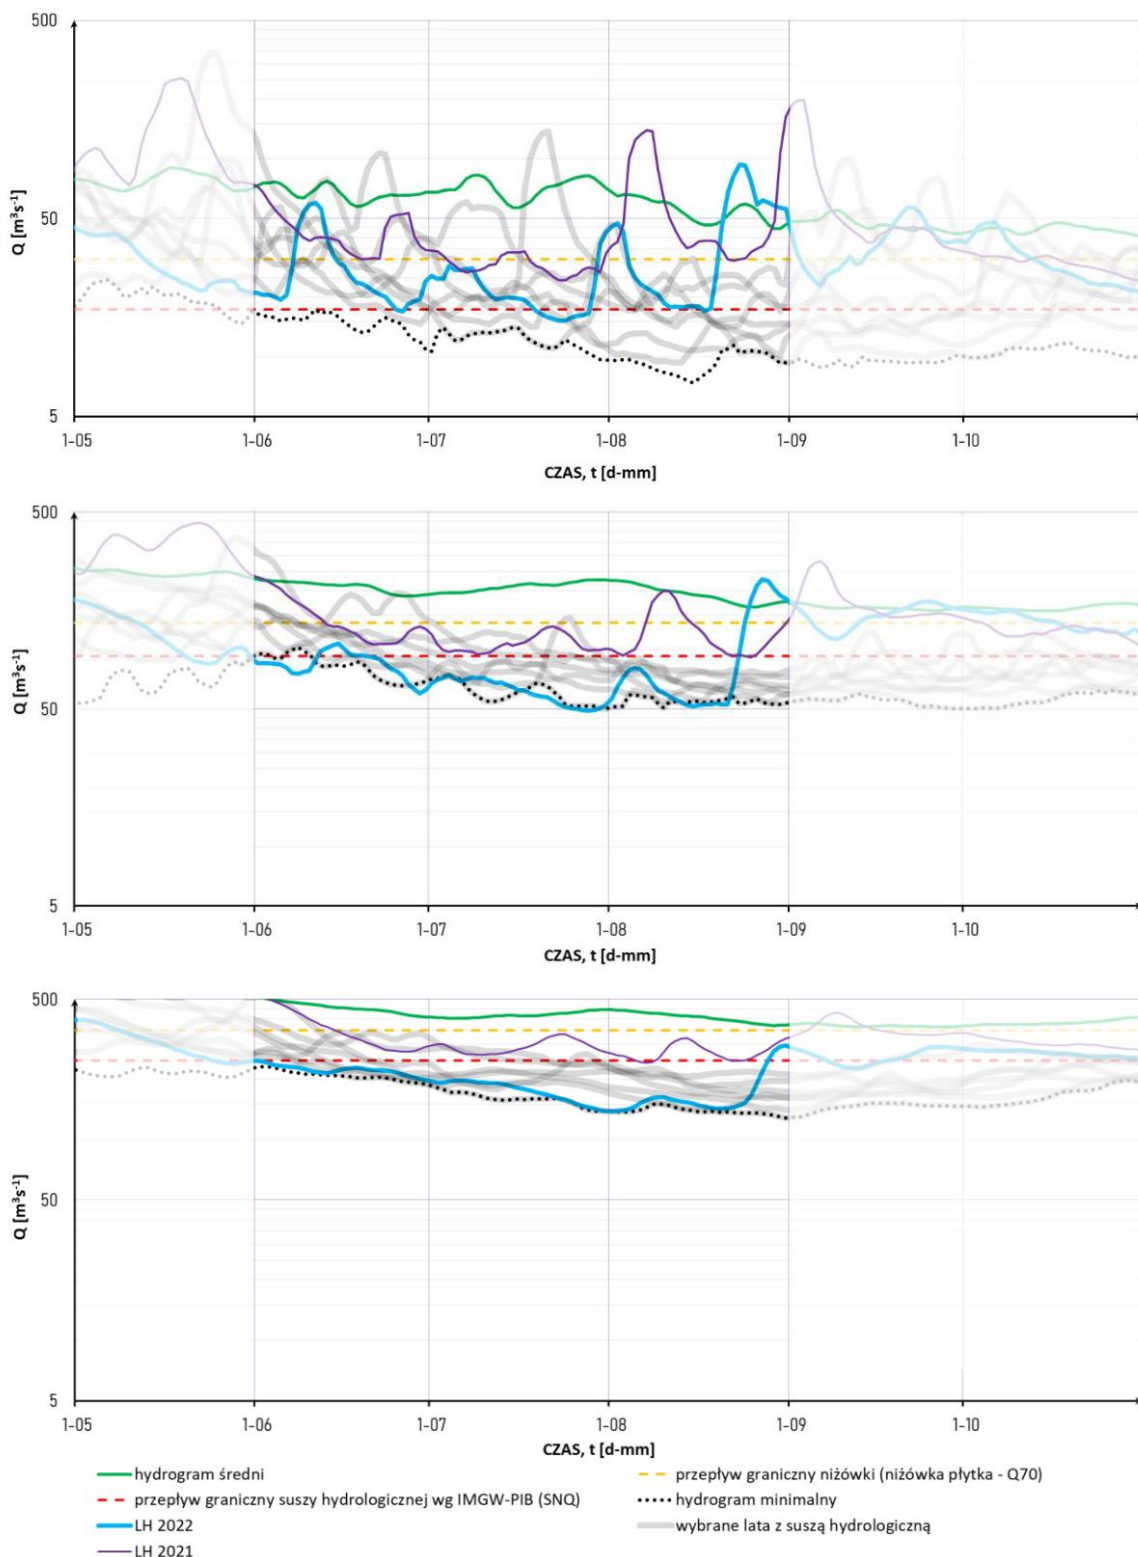 500
50
5
Q [m³s⁻¹]
1-05 1-06 1-07 1-08 1-09 1-10
CZAS, t [d-mm]
500
50
5
Q [m³s⁻¹]
1-05 1-06 1-07 1-08 1-09 1-10
CZAS, t [d-mm]
500
50
5
Q [m³s⁻¹]
1-05 1-06 1-07 1-08 1-09 1-10
CZAS, t [d-mm]
hydrogram średni przepływ graniczny niżówki (niżówka płytka - Q70)
przepływ graniczny suszy hydrologicznej wg IMGW-PIB (SNQ) hydrogram minimalny
LH 2022 wybrane lata z suszą hydrologiczną
LH 2021